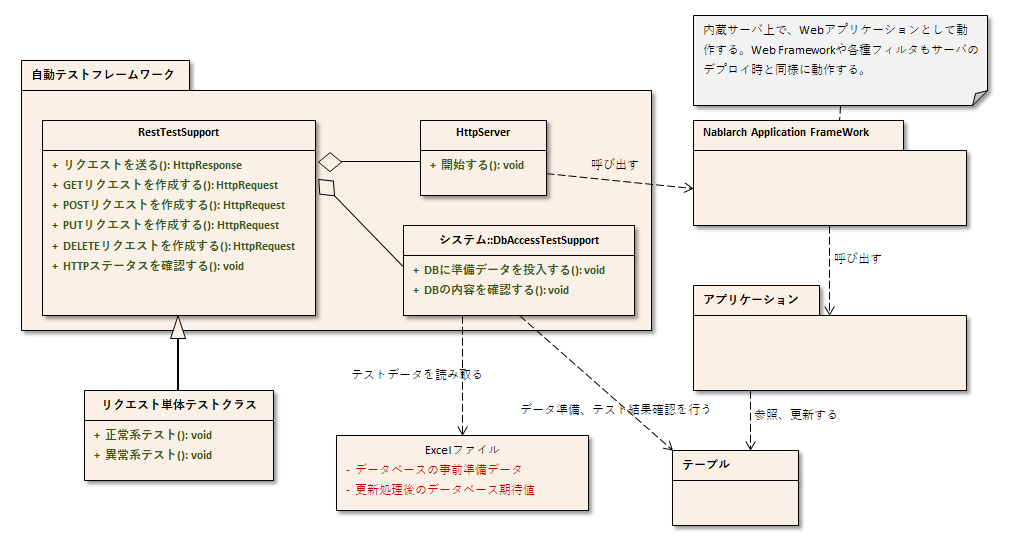 内蔵サーバ上で、Webアプリケーションとして動
作する。Web Frameworkや各種フィルタもサーバの
デプロイ時と同様に動作する。
自動テストフレームワーク
RestTestSupport
+ リクエストを送る(): HttpResponse
+ GETリクエストを作成する(): HttpRequest
+ POSTリクエストを作成する(): HttpRequest
+ PUTリクエストを作成する(): HttpRequest
+ DELETEリクエストを作成する(): HttpRequest
+ HTTPステータスを確認する(): void
HttpServer
+ 開始する(): void
呼び出す
Nablarch Application FrameWork
システム::DbAccessTestSupport
+ DBに準備データを投入する(): void
+ DBの内容を確認する(): void
呼び出す
アプリケーション
テストデータを読み取る
データ準備、テスト結果確認を行う
参照、更新する
リクエスト単体テストクラス
+ 正常系テスト(): void
+ 異常系テスト(): void
Excelファイル
- データベースの事前準備データ
- 更新処理後のデータベース期待値
テーブル